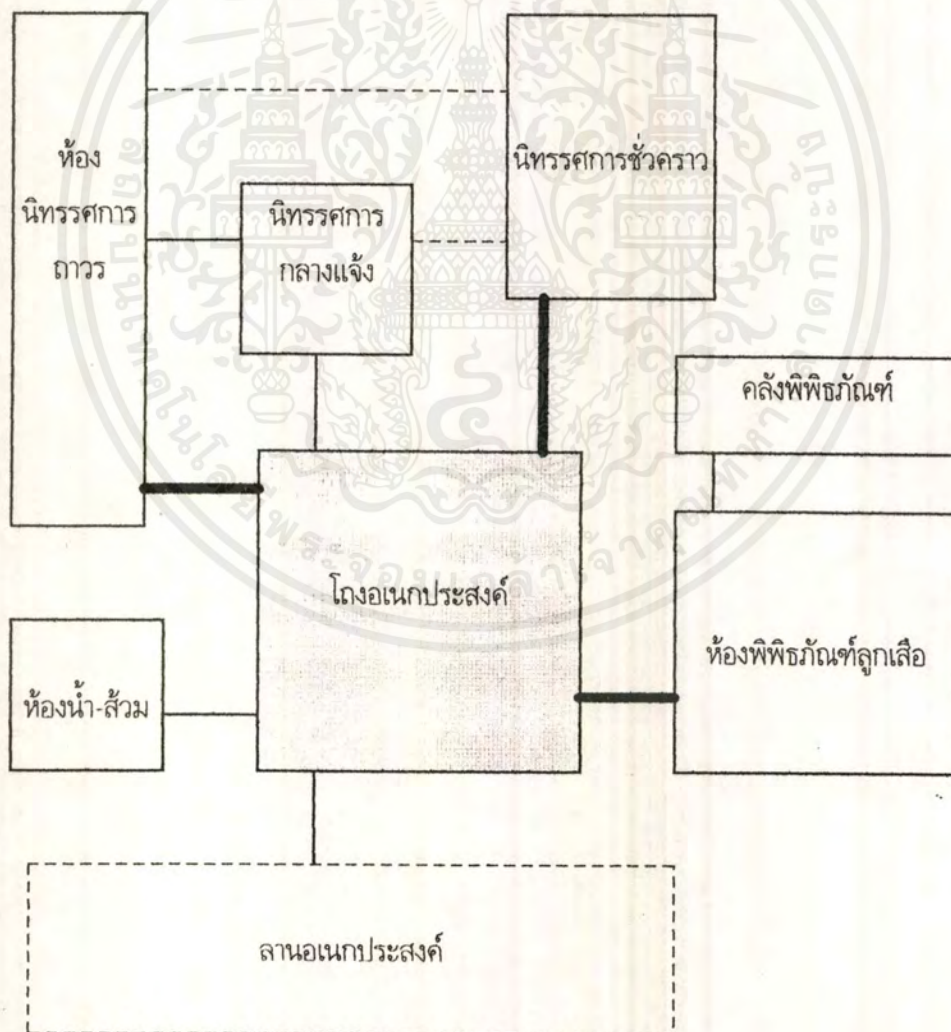 ห้อง
นิทรรศการ
ถาวร
นิทรรศการ
กลางแจ้ง
นิทรรศการชั่วคราว
คลังพิพิธภัณฑ์
โถงอเนกประสงค์
ห้องพิพิธภัณฑ์ลูกเสือ
ห้องน้ำ-ส้วม
ลานอเนกประสงค์